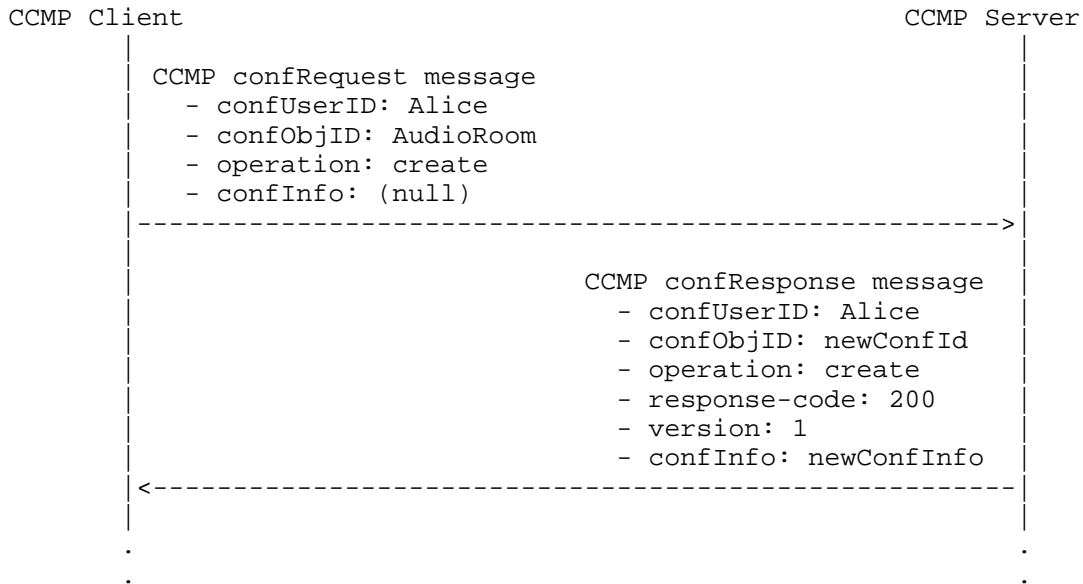 CCMP Client CCMP Server
CCMP confRequest message
- confUserID: Alice
- confObjID: AudioRoom
- operation: create
- confInfo: (null)
CCMP confResponse message
- confUserID: Alice
- confObjID: newConfId
- operation: create
- response-code: 200
- version: 1
- confInfo: newConfInfo